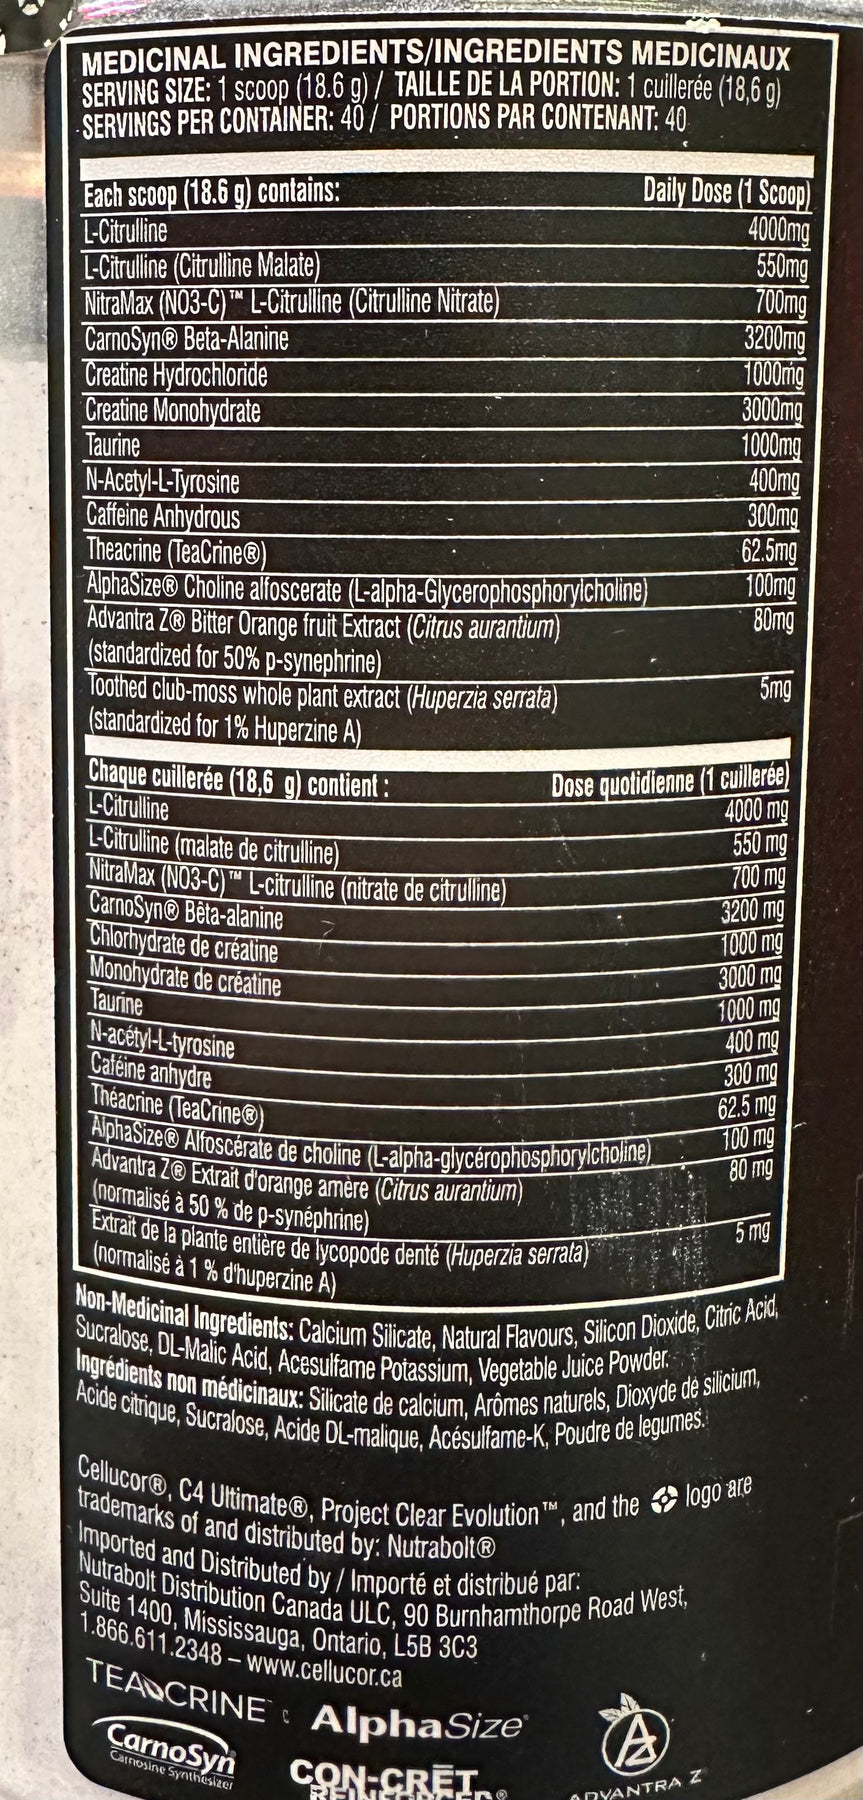 MEDICINAL INGREDIENTS/INGREDIENTS MEDICINAUX
SERVING SIZE: 1 scoop (18.6 g) / TAILLE DE LA PORTION: 1 cuillerée (18,6 g)
SERVINGS PER CONTAINER: 40 / PORTIONS PAR CONTENANT: 40
Each scoop (18.6 g) contains: Daily Dose (1 Scoop)
L-Citrulline 4000mg
L-Citrulline (Citrulline Malate) 550mg
NitraMax (NO3-C)™ L-Citrulline (Citrulline Nitrate) 700mg
CarnoSyn® Beta-Alanine 3200mg
Creatine Hydrochloride 1000mg
Creatine Monohydrate 3000mg
Taurine 1000mg
N-Acetyl-L-Tyrosine 400mg
Caffeine Anhydrous 300mg
Theacrine (TeaCrine®) 62.5mg
AlphaSize® Choline alfoscerate (L-alpha-Glycerophosphorylcholine) 100mg
Advantra Z® Bitter Orange fruit Extract (Citrus aurantium) 80mg
(standardized for 50% p-synephrine)
Toothed club-moss whole plant extract (Huperzia serrata) 5mg
(standardized for 1% Huperzine A)
Chaque cuillerée (18,6 g) contient : Dose quotidienne (1 cuillerée)
L-Citrulline 4000 mg
L-Citrulline (malate de citrulline) 550 mg
NitraMax (NO3-C)™ L-citrulline (nitrate de citrulline) 700 mg
CarnoSyn® Bêta-alanine 3200 mg
Chlorhydrate de créatine 1000 mg
Monohydrate de créatine 3000 mg
Taurine 1000 mg
N-acétyl-L-tyrosine 400 mg
Caféine anhydre 300 mg
Théacrine (TeaCrine®) 62.5 mg
AlphaSize® Alfoscérate de choline (L-alpha-glycérophosphorylcholine) 100 mg
Advantra Z® Extrait d'orange amère (Citrus aurantium) 80 mg
(normalisé à 50 % de p-synéphrine)
Extrait de la plante entière de lycopode denté (Huperzia serrata) 5 mg
(normalisé à 1 % d'huperzine A)
Non-Medicinal Ingredients: Calcium Silicate, Natural Flavours, Silicon Dioxide, Citric Acid,
Sucralose, DL-Malic Acid, Acesulfame Potassium, Vegetable Juice Powder.
Ingrédients non médicinaux: Silicate de calcium, Arômes naturels, Dioxyde de silicium,
Acide citrique, Sucralose, Acide DL-malique, Acésulfame-K, Poudre de legumes.
Cellucor®, C4 Ultimate®, Project Clear Evolution™, and the logo are
trademarks of and distributed by: Nutrabolt®
Imported and Distributed by / Importé et distribué par:
Nutrabolt Distribution Canada ULC, 90 Burnhamthorpe Road West,
Suite 1400, Mississauga, Ontario, L5B 3C3
1.866.611.2348 – www.cellucor.ca
TEACRINE AlphaSize®
CarnoSyn
Carnosine Synthesizer
CON-CRĒT
REINFORCED®
AZ
ADVANTRA Z